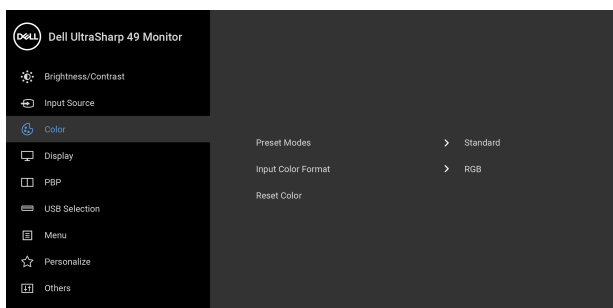 DELL Dell UltraSharp 49 Monitor
Brightness/Contrast
Input Source
Color
Display
PBP
USB Selection
Menu
Personalize
Others
Preset Modes > Standard
Input Color Format > RGB
Reset Color